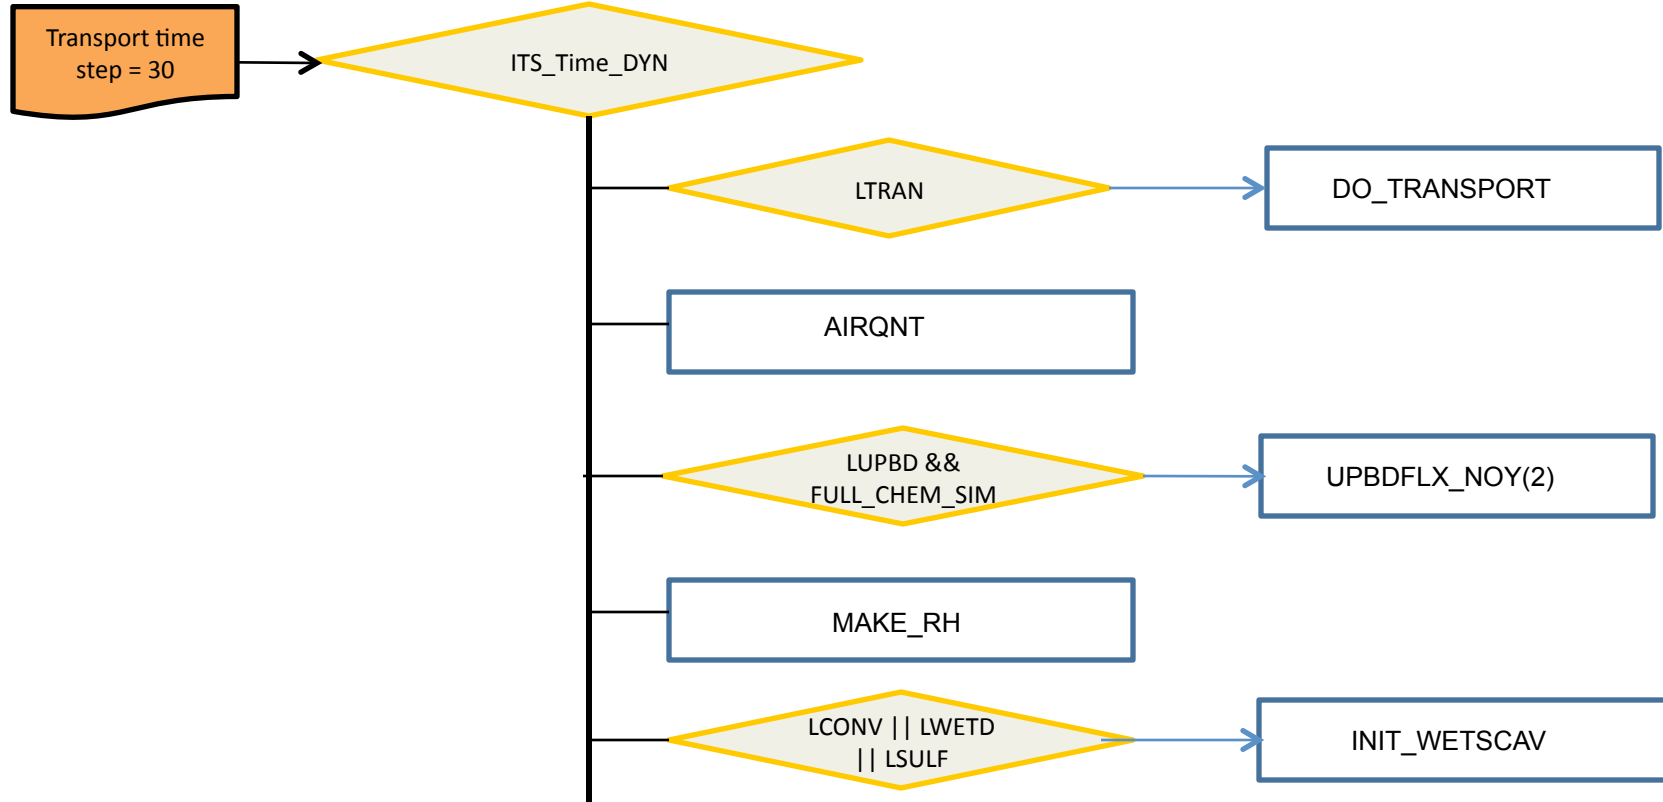 Transport time
step = 30
ITS_Time_DYN
LTRAN
DO_TRANSPORT
AIRQNT
LUPBD &&
FULL_CHEM_SIM
UPBDFLX_NOY(2)
MAKE_RH
LCONV || LWETD
|| LSULF
INIT_WETSCAV